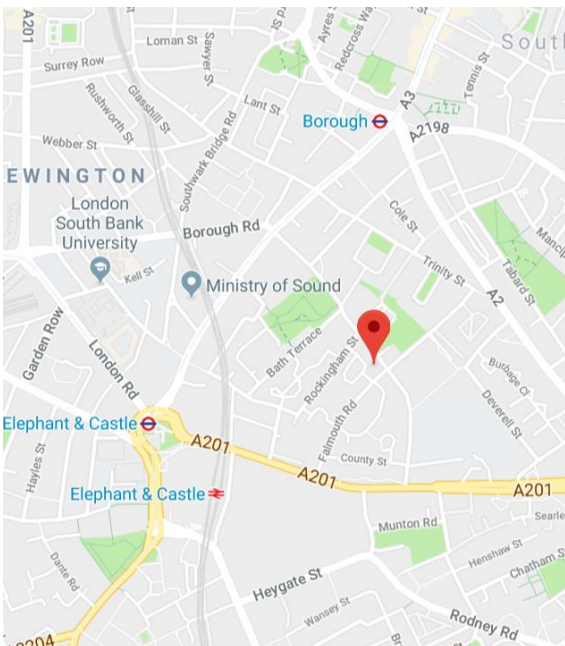 A201
Loman St
Sawyer St
Ayres
Redcross Way
Tennis St
South
Surrey Row
Rushworth St
Glasshill St
Lant St
A3
Borough
A2198
Webber St
Southwark Bridge Rd
EWINGTON
London
South Bank
University
Cole St
Borough Rd
Mancip
Kell St
Trinity St
Tabard St
Ministry of Sound
A2
Garden Row
London Rd
Bath Terrace
Rockingham St
Burbage Cl
Deverell St
Falmouth Rd
Elephant & Castle
A201
County St
Hayles St
A201
A201
Elephant & Castle
Searle
Munton Rd
Henshaw St
Dante Rd
Chatham S
Heygate St
Wansey St
Rodney Rd
3204
Br